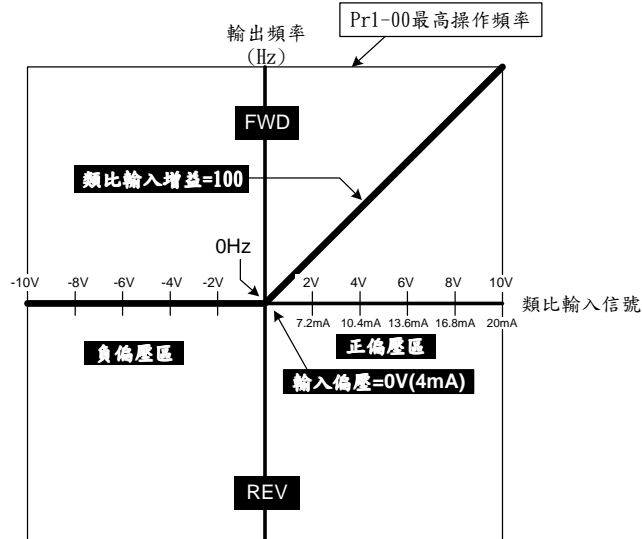 Pr1-00最高操作頻率
輸出頻率
(Hz)
FWD
類比輸入增益=100
0Hz
-10V -8V -6V -4V -2V 2V 4V 6V 8V 10V
類比輸入信號
7.2mA 10.4mA 13.6mA 16.8mA 20mA
負偏壓區 正偏壓區
輸入偏壓=0V(4mA)
REV